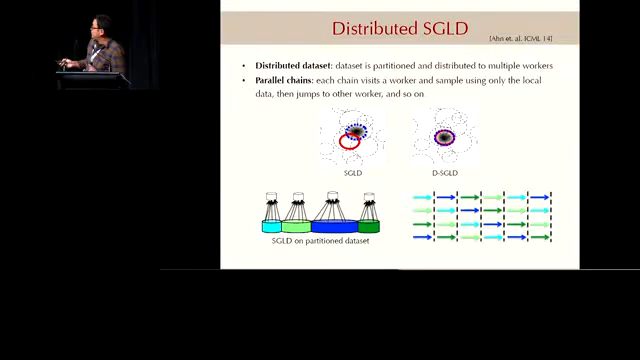 Distributed SGLD
[Ahn et. al. ICML 14]
• Distributed dataset: dataset is partitioned and distributed to multiple workers
• Parallel chains: each chain visits a worker and sample using only the local
data, then jumps to other worker, and so on
SGLD
D-SGLD
SGLD on partitioned dataset